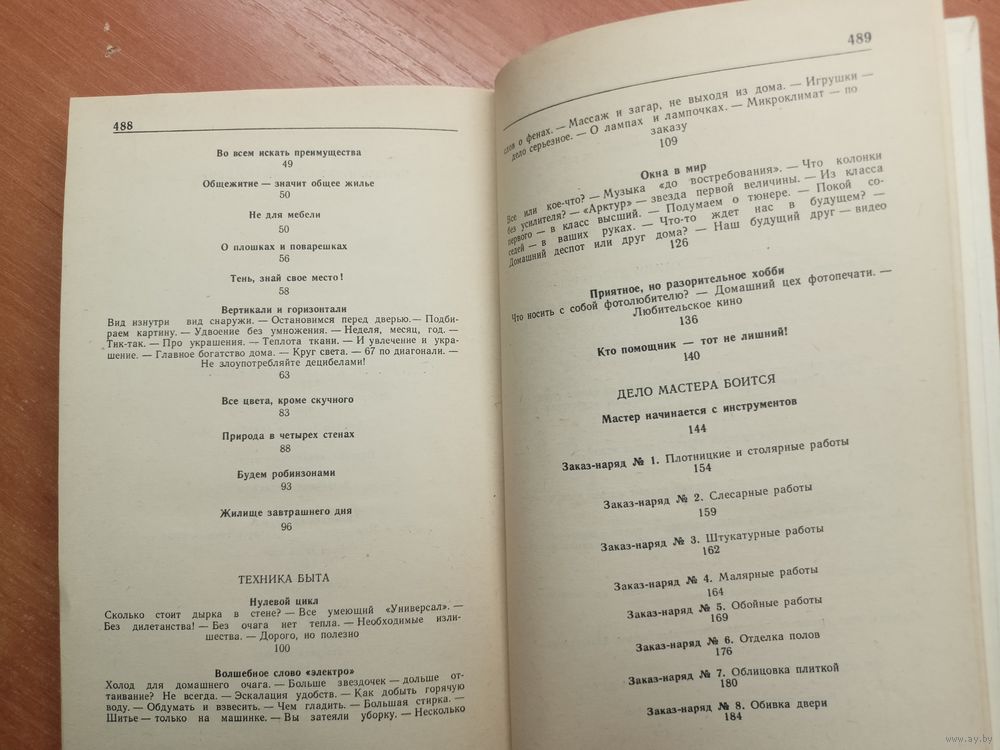 488
Во всем искать преимущества
49
Общежитие — значит общее жилье
50
Не для мебели
50
О плошках и поварешках
56
Тень, знай свое место!
58
Вертикали и горизонтали
Вид изнутри вид снаружи. — Остановимся перед дверью.— Подби-
раем картину. — Удвоение без умножения. — Неделя, месяц, год. —
Тик-так. — Про украшения. — Теплота ткани. — И увлечение и укра-
шение. — Главное богатство дома. — Круг света. — 67 по диагонали. —
Не злоупотребляйте децибелами!
63
Все цвета, кроме скучного
83
Природа в четырех стенах
88
Будем робинзонами
93
Жилище завтрашнего дня
96
ТЕХНИКА БЫТА
Нулевой цикл
Сколько стоит дырка в стене? — Все умеющий «Универсал». —
Без дилетанства! — Без очага нет тепла. — Необходимые изли-
шества. — Дорого, но полезно
100
Волшебное слово «электро»
Холод для домашнего очага. — Больше звездочек — дольше от-
таивание? Не всегда. — Эскалация удобств. — Как добыть горячую
воду. — Обдумать и взвесить. — Чем гладить. — Большая стирка. —
Шитье — только на машинке. — Вы затеяли уборку. — Несколько
489
слов о фенах. — Массаж и загар, не выходя из дома. — Игрушки —
дело серьезное. — О лампах и лампочках. — Микроклимат — по
заказу
109
Окна в мир
Все или кое-что? — Музыка «до востребования». — Что колонки
без усилителя? — «Арктур» — звезда первой величины. — Из класса
первого — в класс высший. — Подумаем о тюнере. — Покой со-
седей — в ваших руках. — Что-то ждет нас в будущем? —
Домашний деспот или друг дома? — Наш будущий друг — видео
126
Приятное, но разорительное хобби
Что носить с собой фотолюбителю? — Домашний цех фотопечати. —
Любительское кино
136
Кто помощник — тот не лишний!
140
ДЕЛО МАСТЕРА БОИТСЯ
Мастер начинается с инструментов
144
Заказ-наряд № 1. Плотницкие и столярные работы
154
Заказ-наряд № 2. Слесарные работы
159
Заказ-наряд № 3. Штукатурные работы
162
Заказ-наряд № 4. Малярные работы
164
Заказ-наряд № 5. Обойные работы
169
Заказ-наряд № 6. Отделка полов
176
Заказ-наряд № 7. Облицовка плиткой
180
Заказ-наряд № 8. Обивка двери
184
www.ay.by